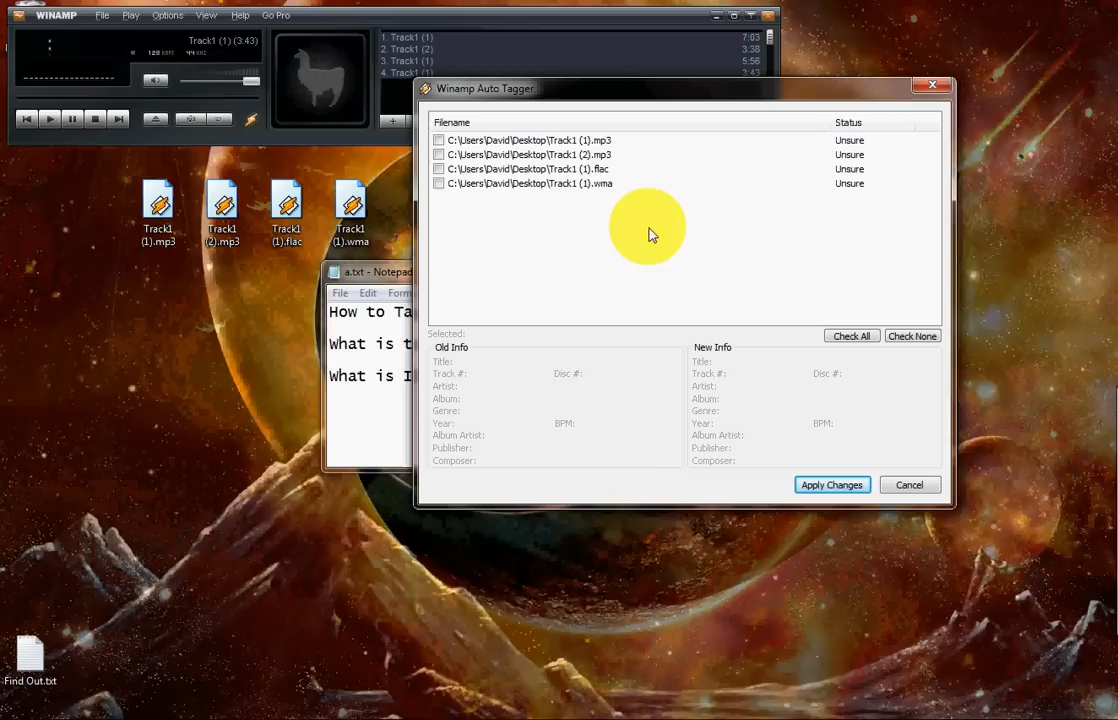 WINAMP File Play Options View Help Go Pro
Track1 (1) (3:43)
128 KBPS 44 KHZ
1. Track1 (1) 7:03
2. Track1 (2) 3:38
3. Track1 (1) 5:56
4. Track1 (1) 3:43
Winamp Auto Tagger
Filename Status
C:\Users\David\Desktop\Track1 (1).mp3 Unsure
C:\Users\David\Desktop\Track1 (2).mp3 Unsure
C:\Users\David\Desktop\Track1 (1).flac Unsure
C:\Users\David\Desktop\Track1 (1).wma Unsure
Selected:
Check All Check None
Old Info
Title:
Track #: Disc #:
Artist:
Album:
Genre:
Year: BPM:
Album Artist:
Publisher:
Composer:
New Info
Title:
Track #: Disc #:
Artist:
Album:
Genre:
Year: BPM:
Album Artist:
Publisher:
Composer:
Apply Changes Cancel
Track1
(1).mp3
Track1
(2).mp3
Track1
(1).flac
Track1
(1).wma
a.txt - Notepad
File Edit Form
How to Ta
What is t
What is I
Find Out.txt